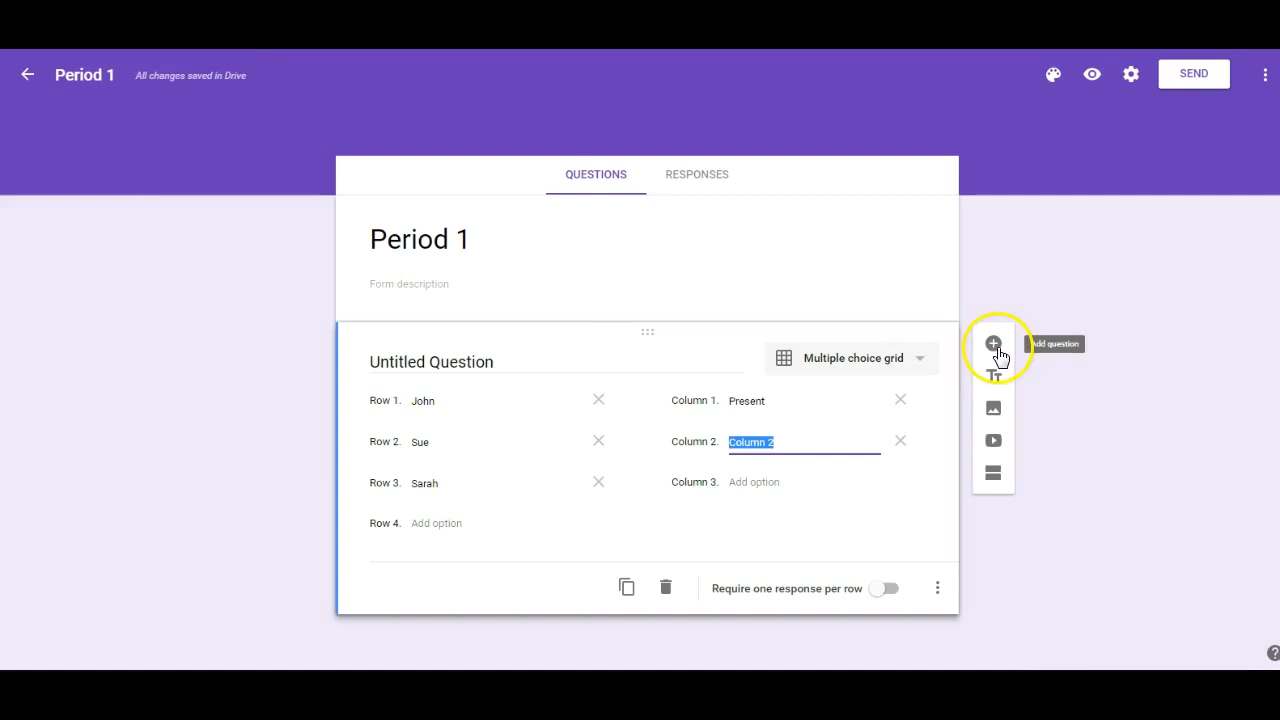 Period 1 All changes saved in Drive SEND
QUESTIONS RESPONSES
Period 1
Form description
Add question
Untitled Question Multiple choice grid
Row 1. John Column 1. Present
Row 2. Sue Column 2. Column 2
Row 3. Sarah Column 3. Add option
Row 4. Add option
Require one response per row